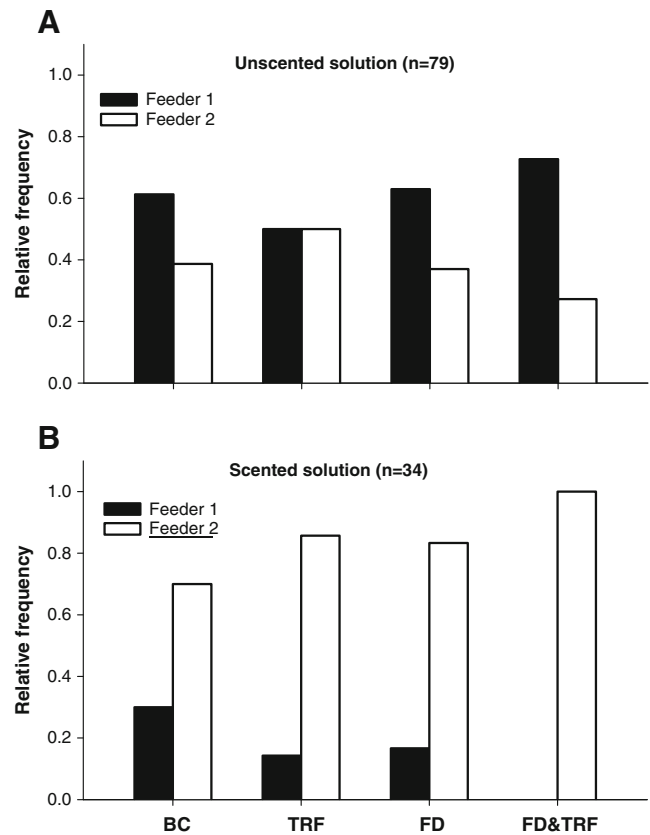 A
Unscented solution (n=79)
1.0
0.8
0.6
0.4
0.2
0.0
Relative frequency
Feeder 1
Feeder 2
B
Scented solution (n=34)
1.0
0.8
0.6
0.4
0.2
0.0
Relative frequency
Feeder 1
Feeder 2
BC TRF FD FD&TRF